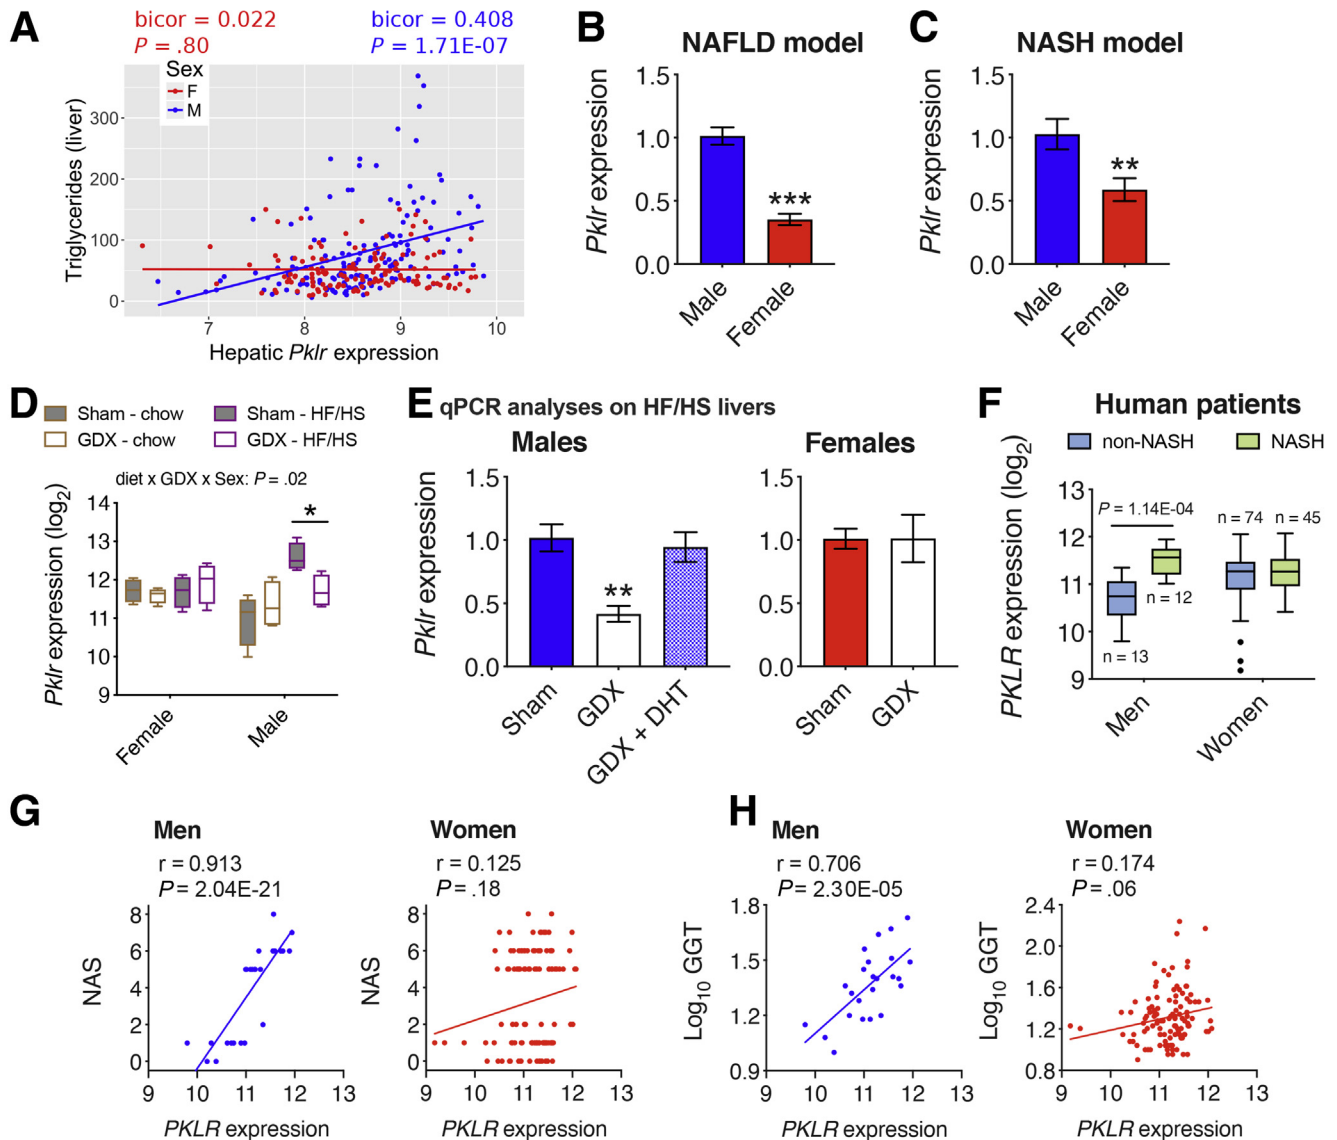 A
bicor = 0.022
P = .80
bicor = 0.408
P = 1.71E-07
Sex
F
M
Triglycerides (liver)
300
200
100
0
7 8 9 10
Hepatic Pklr expression
B
NAFLD model
Pklr expression
1.5
1.0
0.5
0.0
***
Male
Female
C
NASH model
Pklr expression
1.5
1.0
0.5
0.0
**
Male
Female
D
Sham - chow
Sham - HF/HS
GDX - chow
GDX - HF/HS
diet x GDX x Sex: P = .02
Pklr expression (log2)
14
13
12
11
10
9
*
Female
Male
E
qPCR analyses on HF/HS livers
Males
Pklr expression
1.5
1.0
0.5
0.0
**
Sham
GDX
GDX + DHT
Females
1.5
1.0
0.5
0.0
Sham
GDX
F
Human patients
non-NASH
NASH
PKLR expression (log2)
13
12
11
10
9
P = 1.14E-04
n = 74
n = 45
n = 12
n = 13
Men
Women
G
Men
r = 0.913
P = 2.04E-21
NAS
8
6
4
2
0
9 10 11 12 13
PKLR expression
Women
r = 0.125
P = .18
NAS
8
6
4
2
0
9 10 11 12 13
PKLR expression
H
Men
r = 0.706
P = 2.30E-05
Log10 GGT
1.8
1.5
1.2
0.9
9 10 11 12 13
PKLR expression
Women
r = 0.174
P = .06
Log10 GGT
2.4
2.0
1.6
1.2
0.8
9 10 11 12 13
PKLR expression